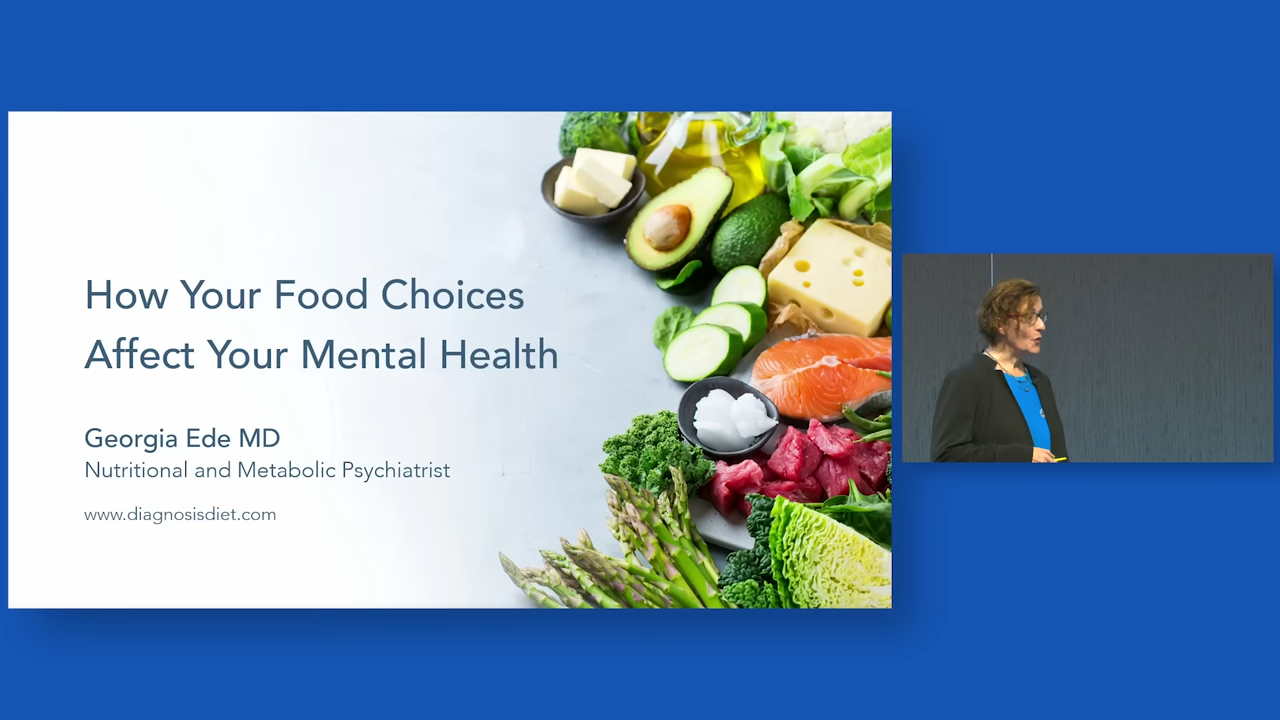 How Your Food Choices
Affect Your Mental Health
Georgia Ede MD
Nutritional and Metabolic Psychiatrist
www.diagnosisdiet.com